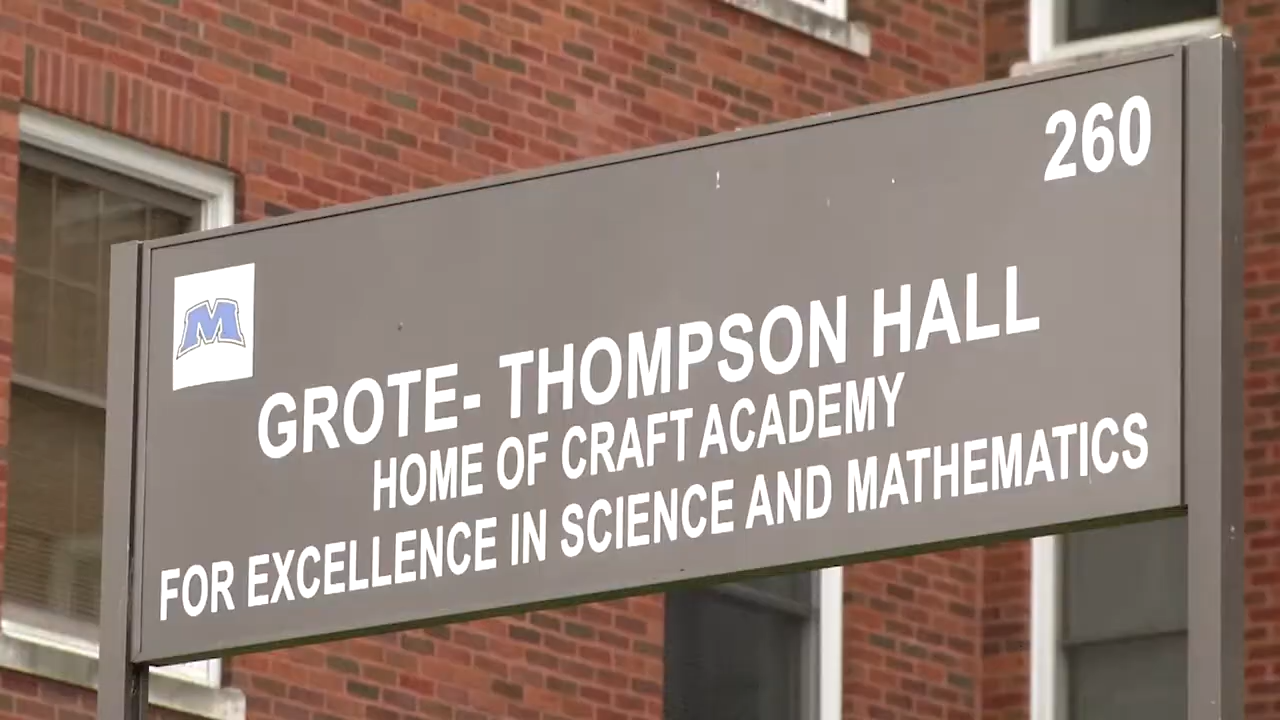 260
M
GROTE- THOMPSON HALL
HOME OF CRAFT ACADEMY
FOR EXCELLENCE IN SCIENCE AND MATHEMATICS